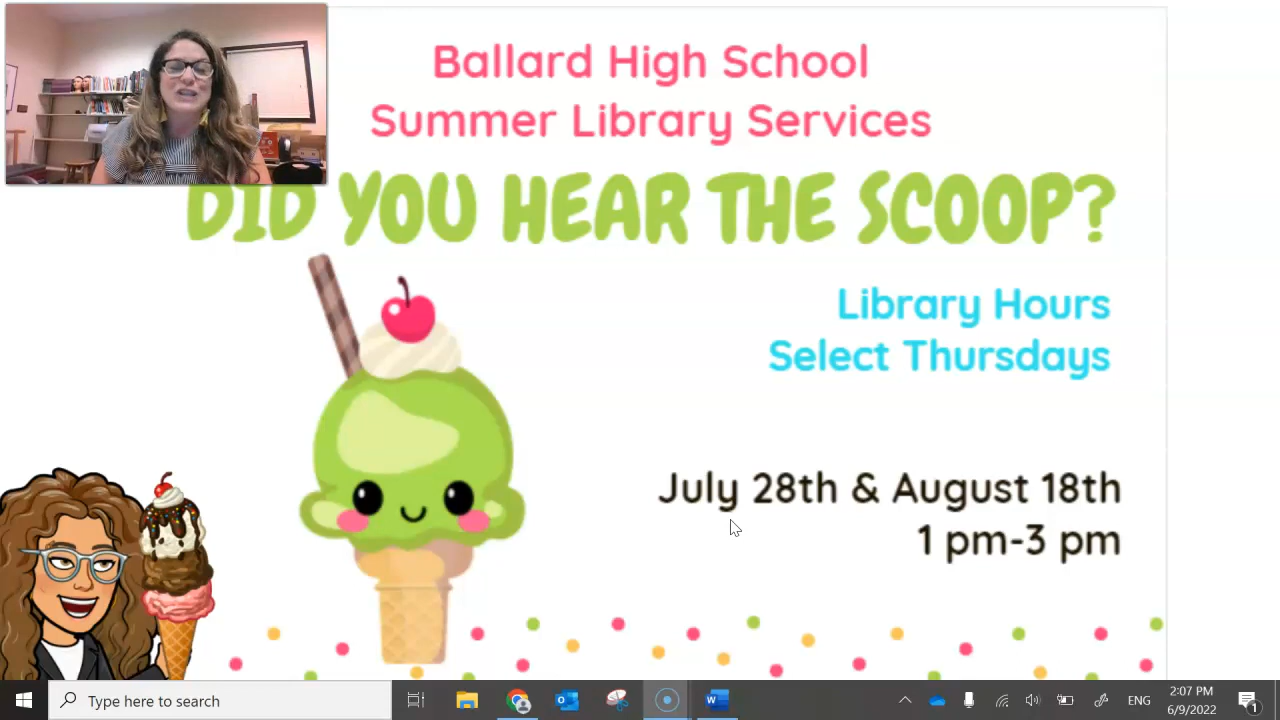 Ballard High School
Summer Library Services
DID YOU HEAR THE SCOOP?
Library Hours
Select Thursdays
July 28th & August 18th
1 pm-3 pm
Type here to search
ENG
2:07 PM
6/9/2022
1